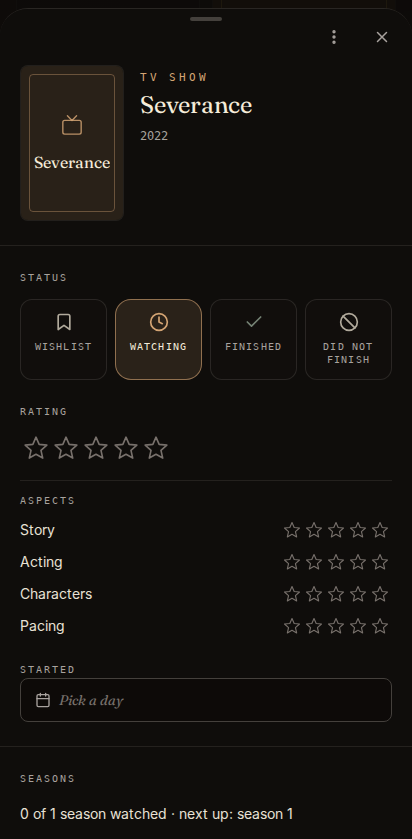 TV SHOW
Severance
2022
Severance
STATUS
WISHLIST
WATCHING
FINISHED
DID NOT
FINISH
RATING
ASPECTS
Story
Acting
Characters
Pacing
STARTED
Pick a day
SEASONS
0 of 1 season watched · next up: season 1